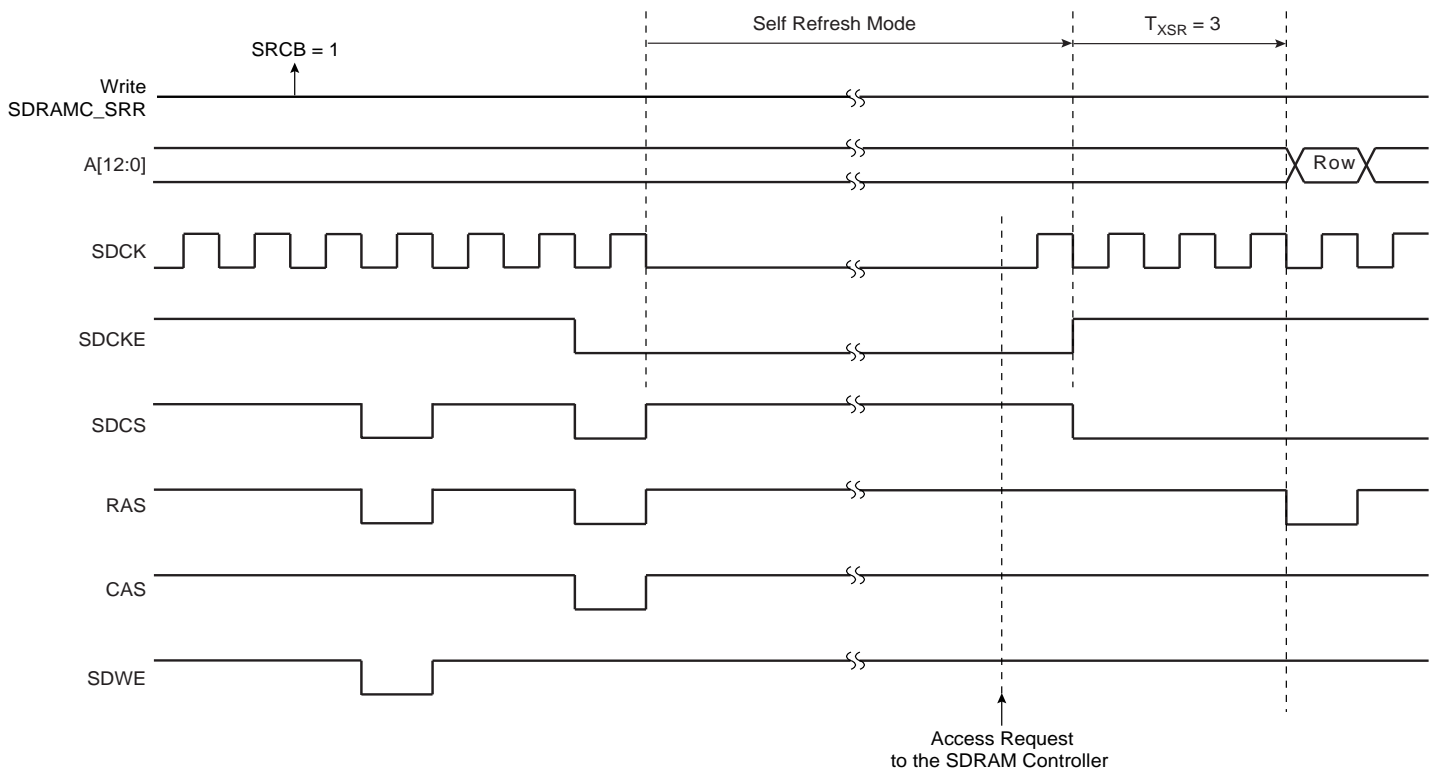 Self Refresh Mode
TXSR = 3
SRCB = 1
Write
SDRAMC_SRR
A[12:0]
Row
SDCK
SDCKE
SDCS
RAS
CAS
SDWE
Access Request
to the SDRAM Controller